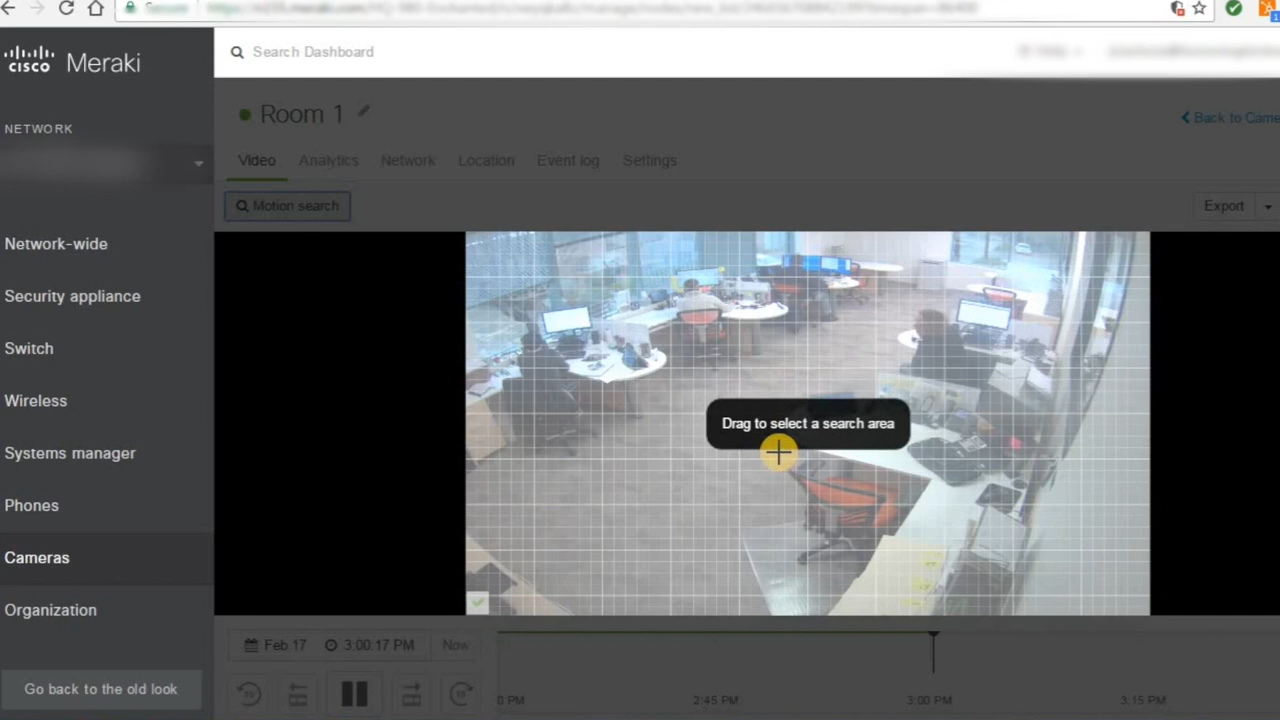 Secure
CISCO Meraki
Search Dashboard
NETWORK
Room 1
Back to Came
Video Analytics Network Location Event log Settings
Motion search
Export
Network-wide
Security appliance
Switch
Wireless
Systems manager
Phones
Cameras
Organization
Go back to the old look
Drag to select a search area
Feb 17 3:00:17 PM Now
0 PM 2:45 PM 3:00 PM 3:15 PM